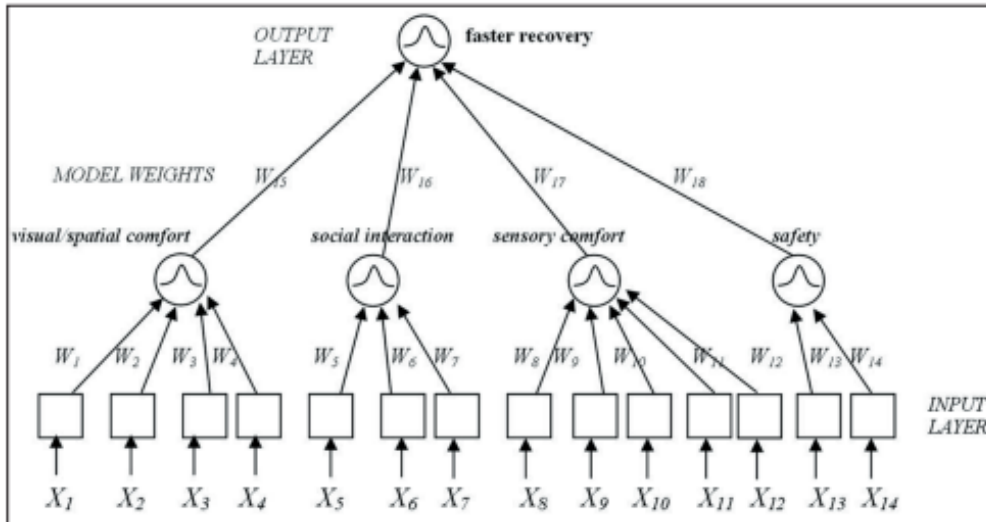 OUTPUT
LAYER
faster recovery
MODEL WEIGHTS
W15 W16 W17 W18
visual/spatial comfort social interaction sensory comfort safety
W1 W2 W3 W4 W5 W6 W7 W8 W9 W10 W11 W12 W13 W14
INPUT
LAYER
X1 X2 X3 X4 X5 X6 X7 X8 X9 X10 X11 X12 X13 X14